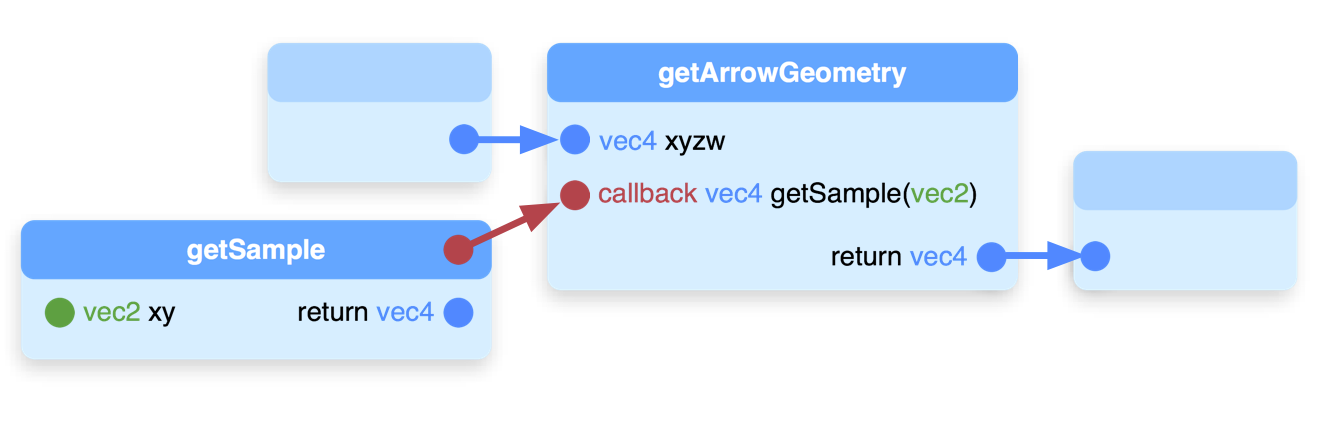 getArrowGeometry
vec4 xyzw
callback vec4 getSample(vec2)
return vec4
getSample
vec2 xy
return vec4